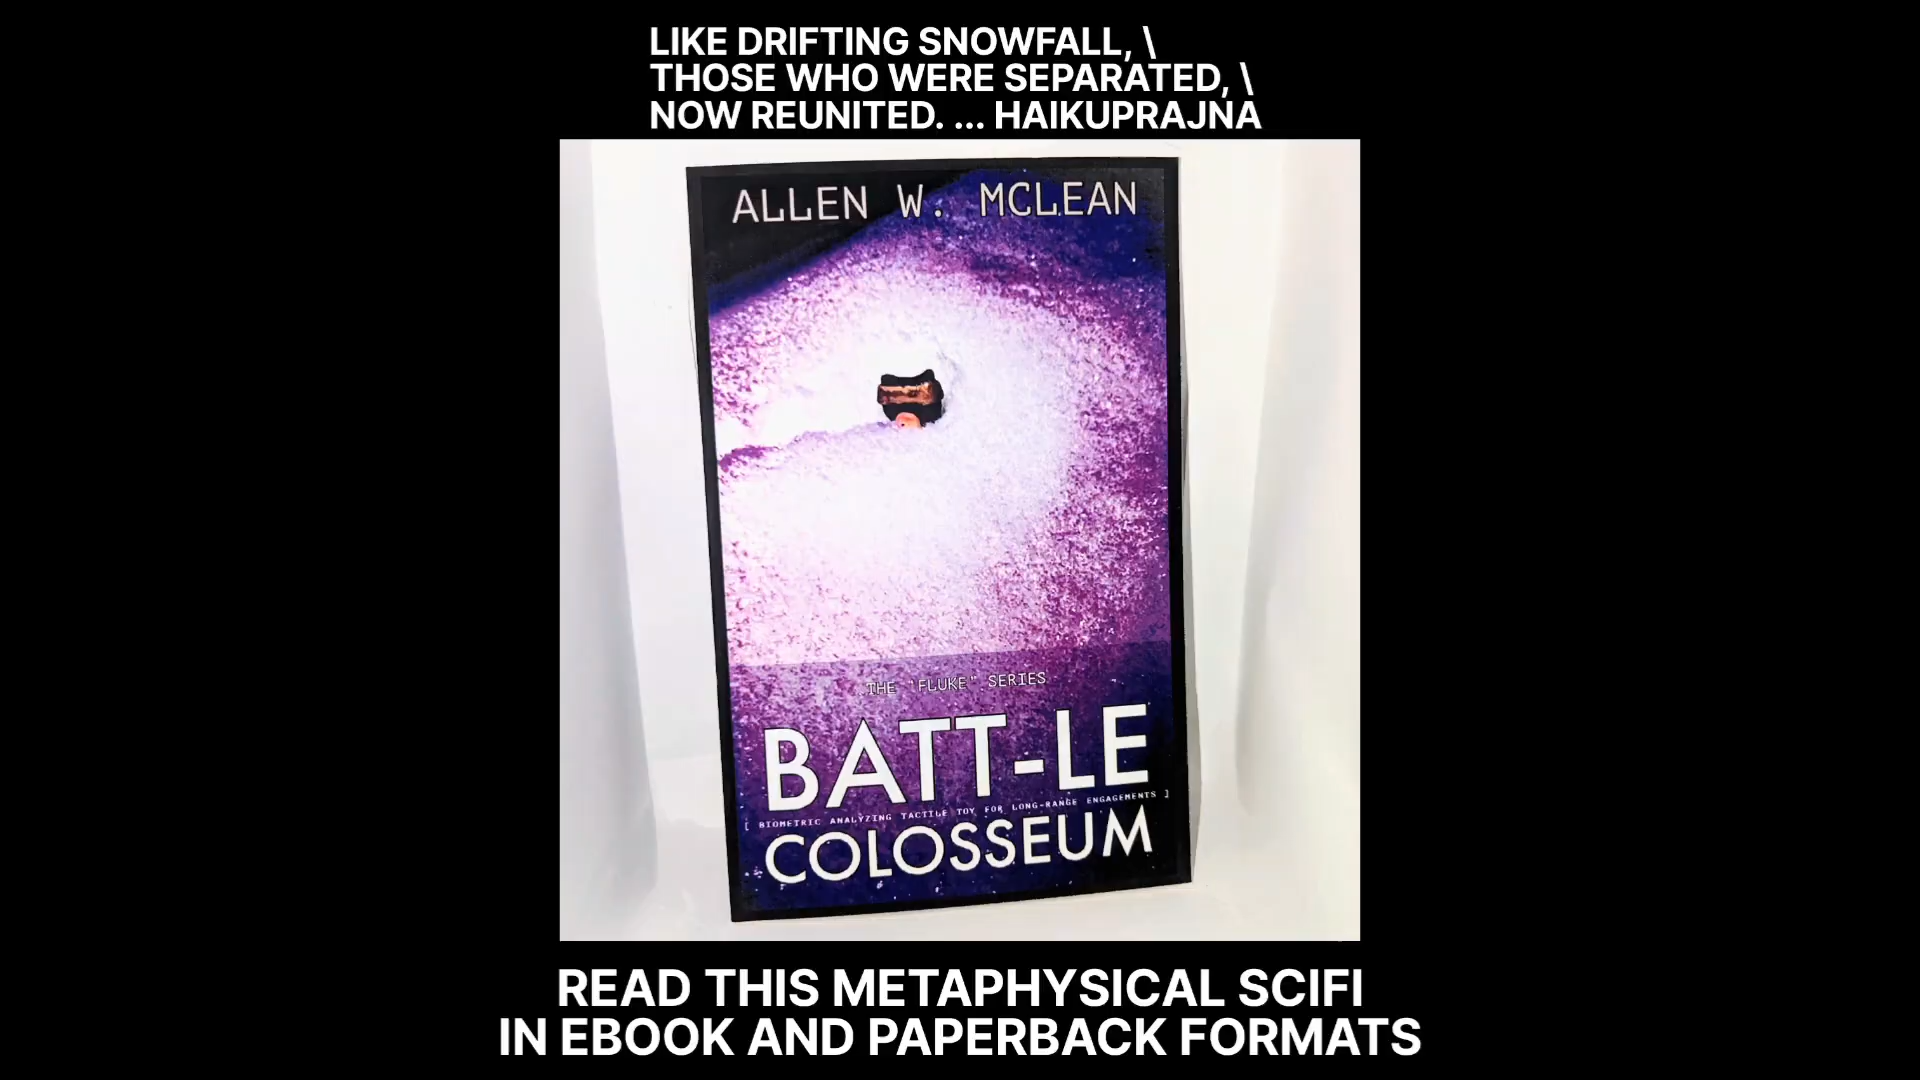 LIKE DRIFTING SNOWFALL, \
THOSE WHO WERE SEPARATED, \
NOW REUNITED. ... HAIKUPRAJNA
ALLEN W. MCLEAN
THE "FLUKE" SERIES
BATT-LE
[ BIOMETRIC ANALYZING TACTILE TOY FOR LONG-RANGE ENGAGEMENTS ]
COLOSSEUM
READ THIS METAPHYSICAL SCIFI
IN EBOOK AND PAPERBACK FORMATS